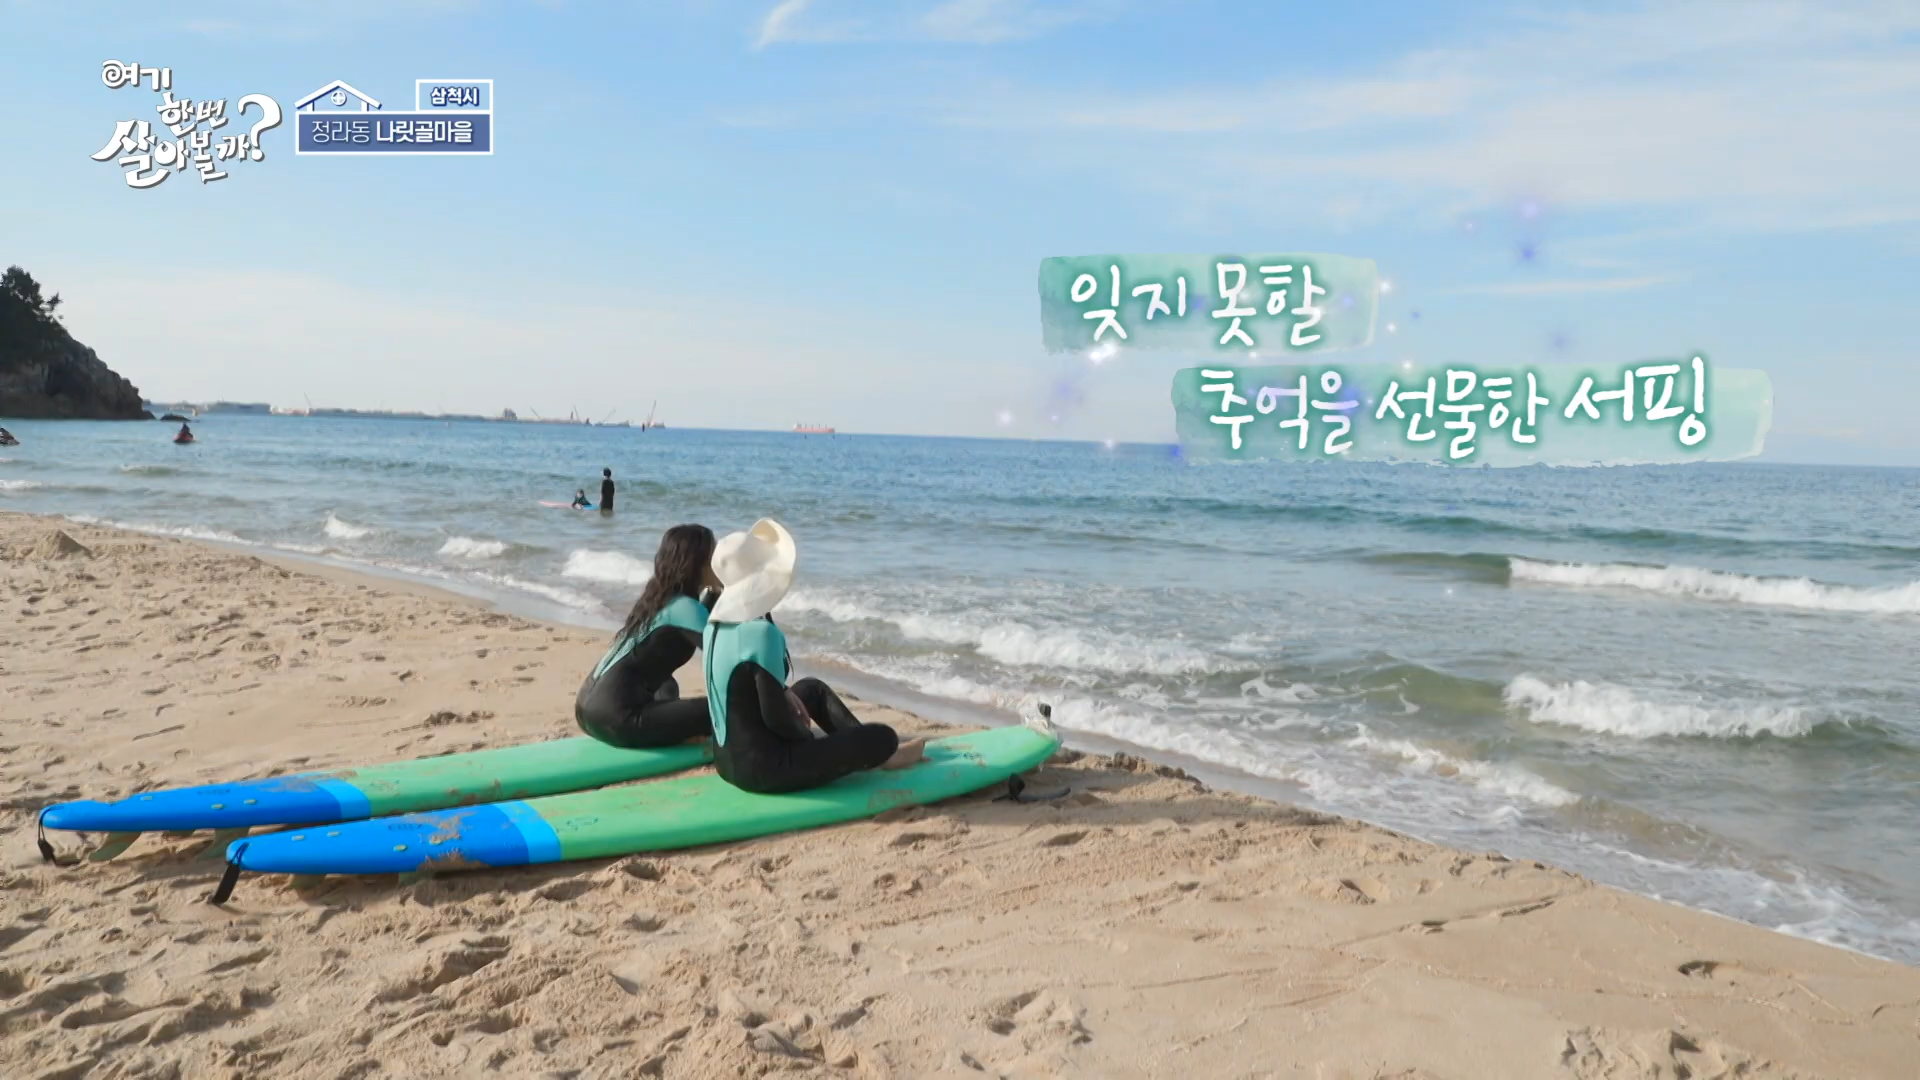 여기
한번
살아볼까?
삼척시
정라동 나릿골마을
잊지 못할
추억을 선물한 서핑